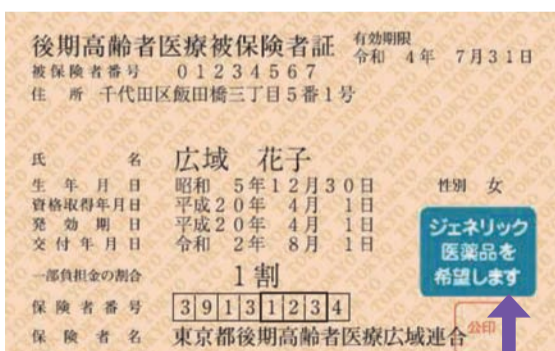 後期高齢者医療被保険者証
有効期限
令和 4年 7月31日
被保険者番号 01234567
住所 千代田区飯田橋三丁目5番1号
氏名 広域 花子
生年月日 昭和 5年12月30日 性別 女
資格取得年月日 平成20年 4月 1日
発効期日 平成20年 4月 1日
交付年月日 令和 2年 8月 1日
ジェネリック
医薬品を
希望します
一部負担金の割合 1割
保険者番号 39131234
保険者名 東京都後期高齢者医療広域連合
公印